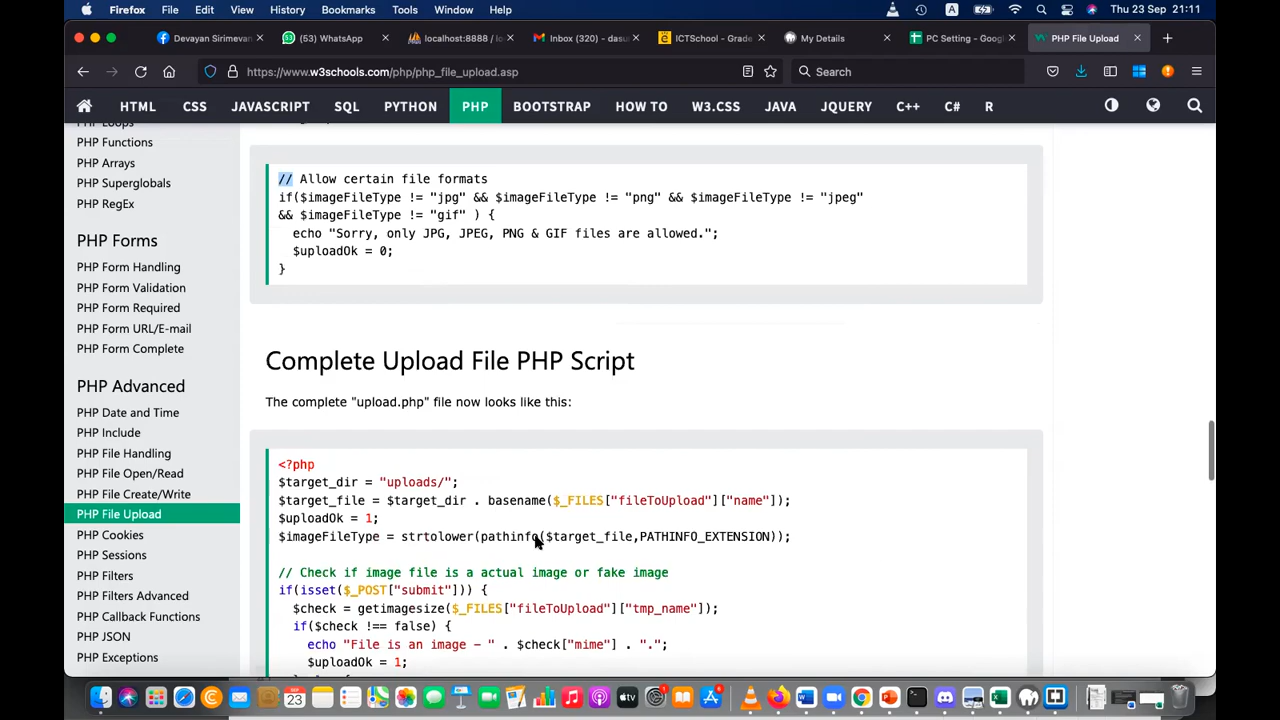 Firefox File Edit View History Bookmarks Tools Window Help
A
Thu 23 Sep 21:11
Devayan Sirimevan
(53) WhatsApp
localhost:8888 / lo
Inbox (320) - dasu
ICTSchool - Grade
My Details
PC Setting - Googl
PHP File Upload
https://www.w3schools.com/php/php_file_upload.asp
Search
HTML CSS JAVASCRIPT SQL PYTHON PHP BOOTSTRAP HOW TO W3.CSS JAVA JQUERY C++ C# R
PHP Loops
PHP Functions
PHP Arrays
PHP Superglobals
PHP RegEx
PHP Forms
PHP Form Handling
PHP Form Validation
PHP Form Required
PHP Form URL/E-mail
PHP Form Complete
PHP Advanced
PHP Date and Time
PHP Include
PHP File Handling
PHP File Open/Read
PHP File Create/Write
PHP File Upload
PHP Cookies
PHP Sessions
PHP Filters
PHP Filters Advanced
PHP Callback Functions
PHP JSON
PHP Exceptions
// Allow certain file formats
if($imageFileType != "jpg" && $imageFileType != "png" && $imageFileType != "jpeg"
&& $imageFileType != "gif" ) {
echo "Sorry, only JPG, JPEG, PNG & GIF files are allowed.";
$uploadOk = 0;
}
Complete Upload File PHP Script
The complete "upload.php" file now looks like this:
<?php
$target_dir = "uploads/";
$target_file = $target_dir . basename($_FILES["fileToUpload"]["name"]);
$uploadOk = 1;
$imageFileType = strtolower(pathinfo($target_file,PATHINFO_EXTENSION));
// Check if image file is a actual image or fake image
if(isset($_POST["submit"])) {
$check = getimagesize($_FILES["fileToUpload"]["tmp_name"]);
if($check !== false) {
echo "File is an image - " . $check["mime"] . ".";
$uploadOk = 1;